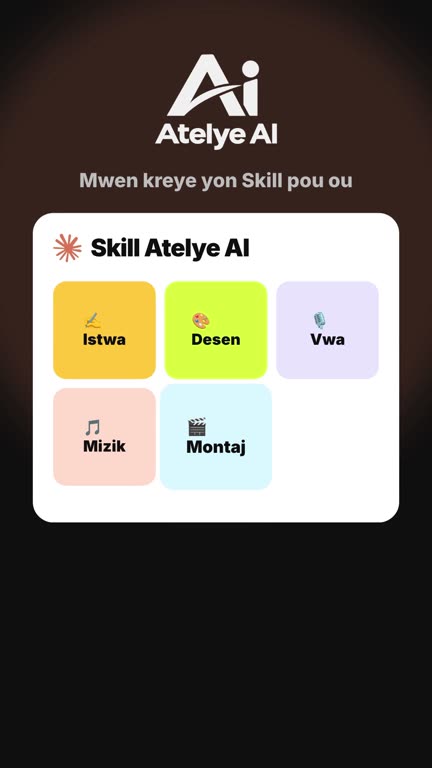 Ai
Atelye AI
Mwen kreye yon Skill pou ou
Skill Atelye AI
Istwa
Desen
Vwa
Mizik
Montaj